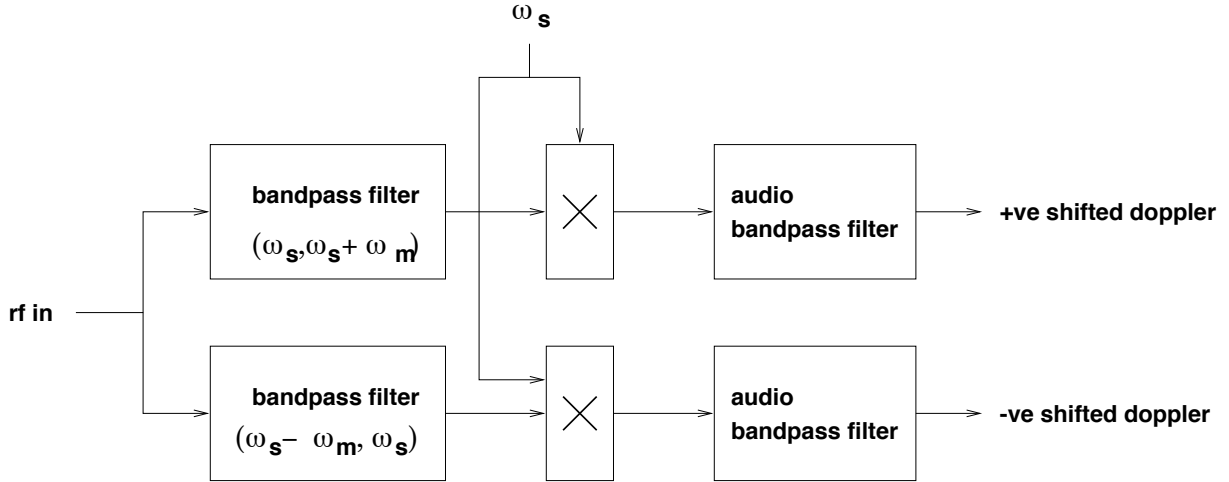 ω s
bandpass filter
(ωs,ωs+ ωm)
audio
bandpass filter
+ve shifted doppler
rf in
bandpass filter
(ωs− ωm, ωs)
audio
bandpass filter
-ve shifted doppler